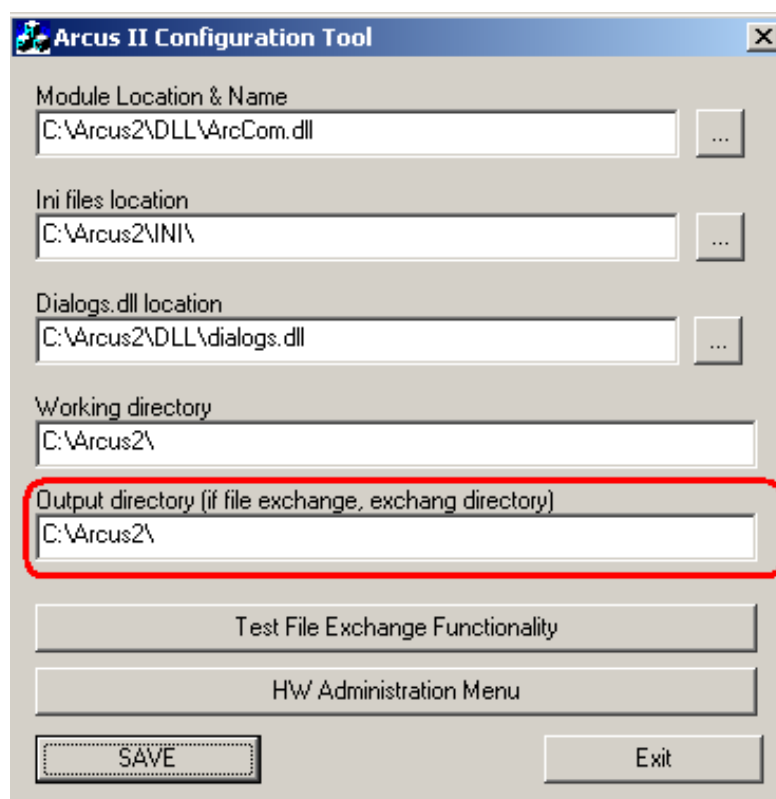 Arcus II Configuration Tool
Module Location & Name
C:\Arcus2\DLL\ArcCom.dll
...
Ini files location
C:\Arcus2\INI\
...
Dialogs.dll location
C:\Arcus2\DLL\dialogs.dll
...
Working directory
C:\Arcus2\
Output directory (if file exchange, exchang directory)
C:\Arcus2\
Test File Exchange Functionality
HW Administration Menu
SAVE
Exit